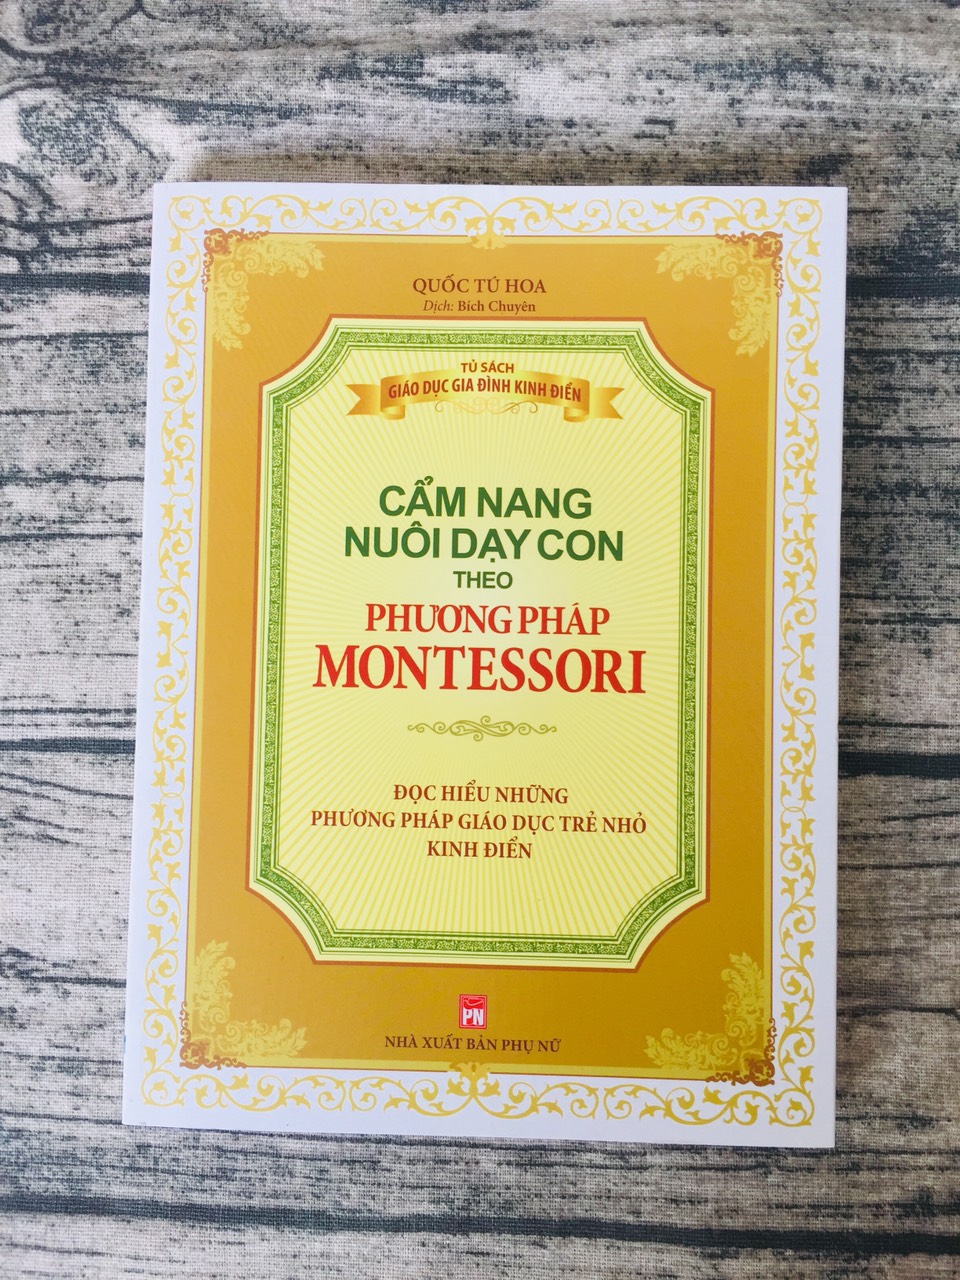 QUỐC TÚ HOA
Dịch: Bích Chuyên
TỦ SÁCH
GIÁO DỤC GIA ĐÌNH KINH ĐIỂN
CẨM NANG
NUÔI DẠY CON
THEO
PHƯƠNG PHÁP
MONTESSORI
ĐỌC HIỂU NHỮNG
PHƯƠNG PHÁP GIÁO DỤC TRẺ NHỎ
KINH ĐIỂN
PN
NHÀ XUẤT BẢN PHỤ NỮ